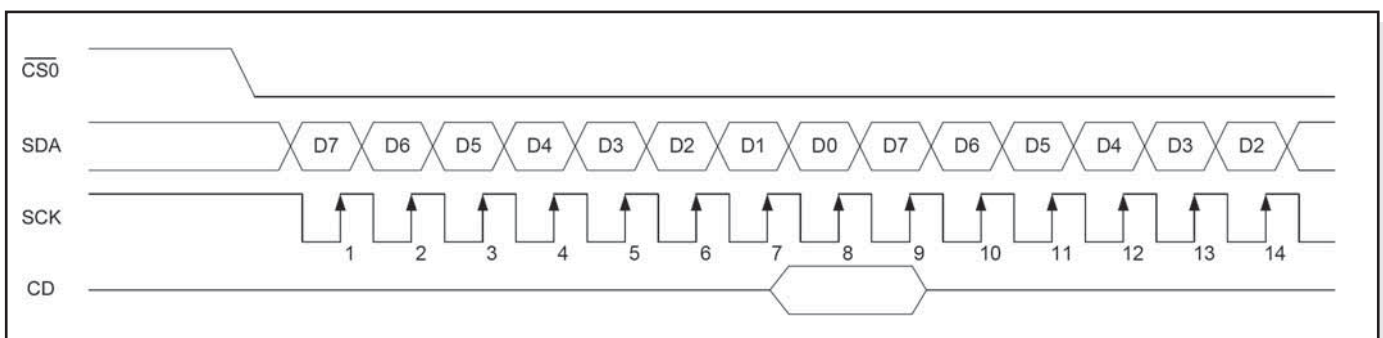 C̅S̅0̅
SDA D7 D6 D5 D4 D3 D2 D1 D0 D7 D6 D5 D4 D3 D2
SCK
1 2 3 4 5 6 7 8 9 10 11 12 13 14
CD